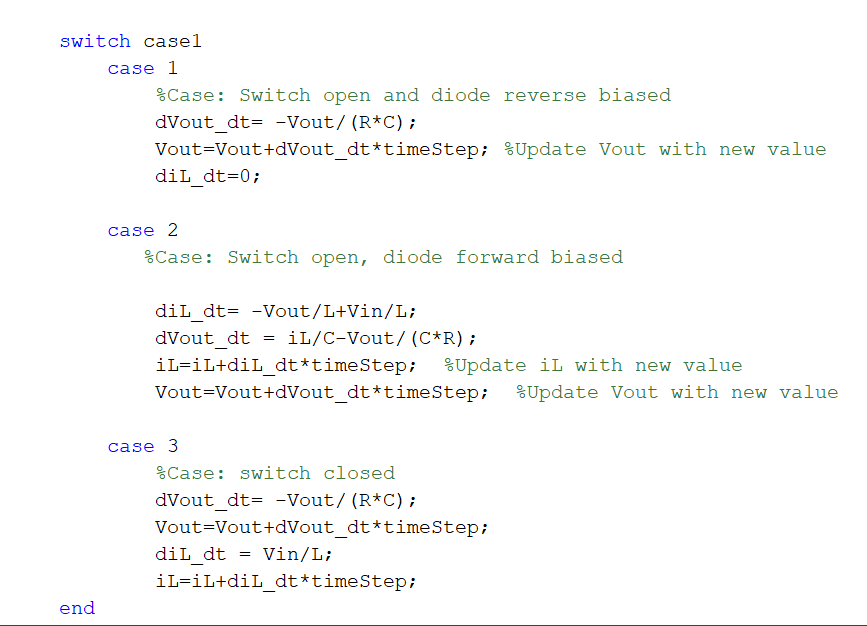 switch case1
case 1
%Case: Switch open and diode reverse biased
dVout_dt= -Vout/(R*C);
Vout=Vout+dVout_dt*timeStep; %Update Vout with new value
diL_dt=0;
case 2
%Case: Switch open, diode forward biased
diL_dt= -Vout/L+Vin/L;
dVout_dt = iL/C-Vout/(C*R);
iL=iL+diL_dt*timeStep;  %Update iL with new value
Vout=Vout+dVout_dt*timeStep;  %Update Vout with new value
case 3
%Case: switch closed
dVout_dt= -Vout/(R*C);
Vout=Vout+dVout_dt*timeStep;
diL_dt = Vin/L;
iL=iL+diL_dt*timeStep;
end